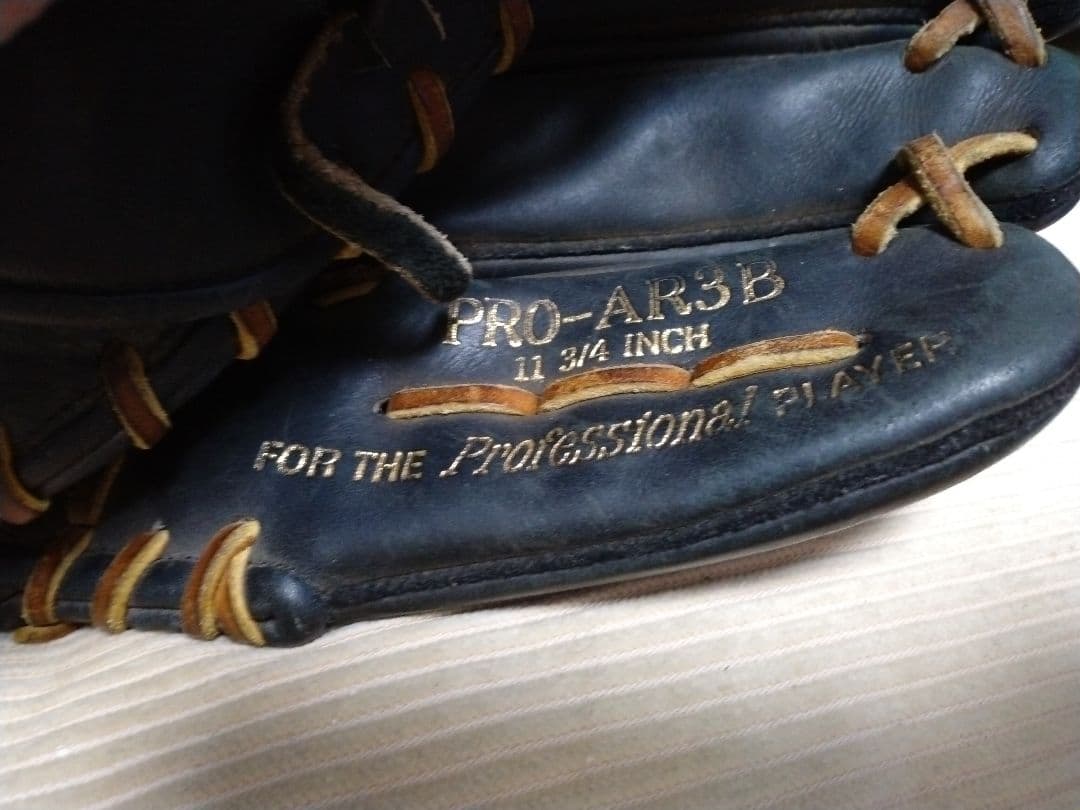 PRO-AR3B
11 3/4 INCH
FOR THE Professional PLAYER